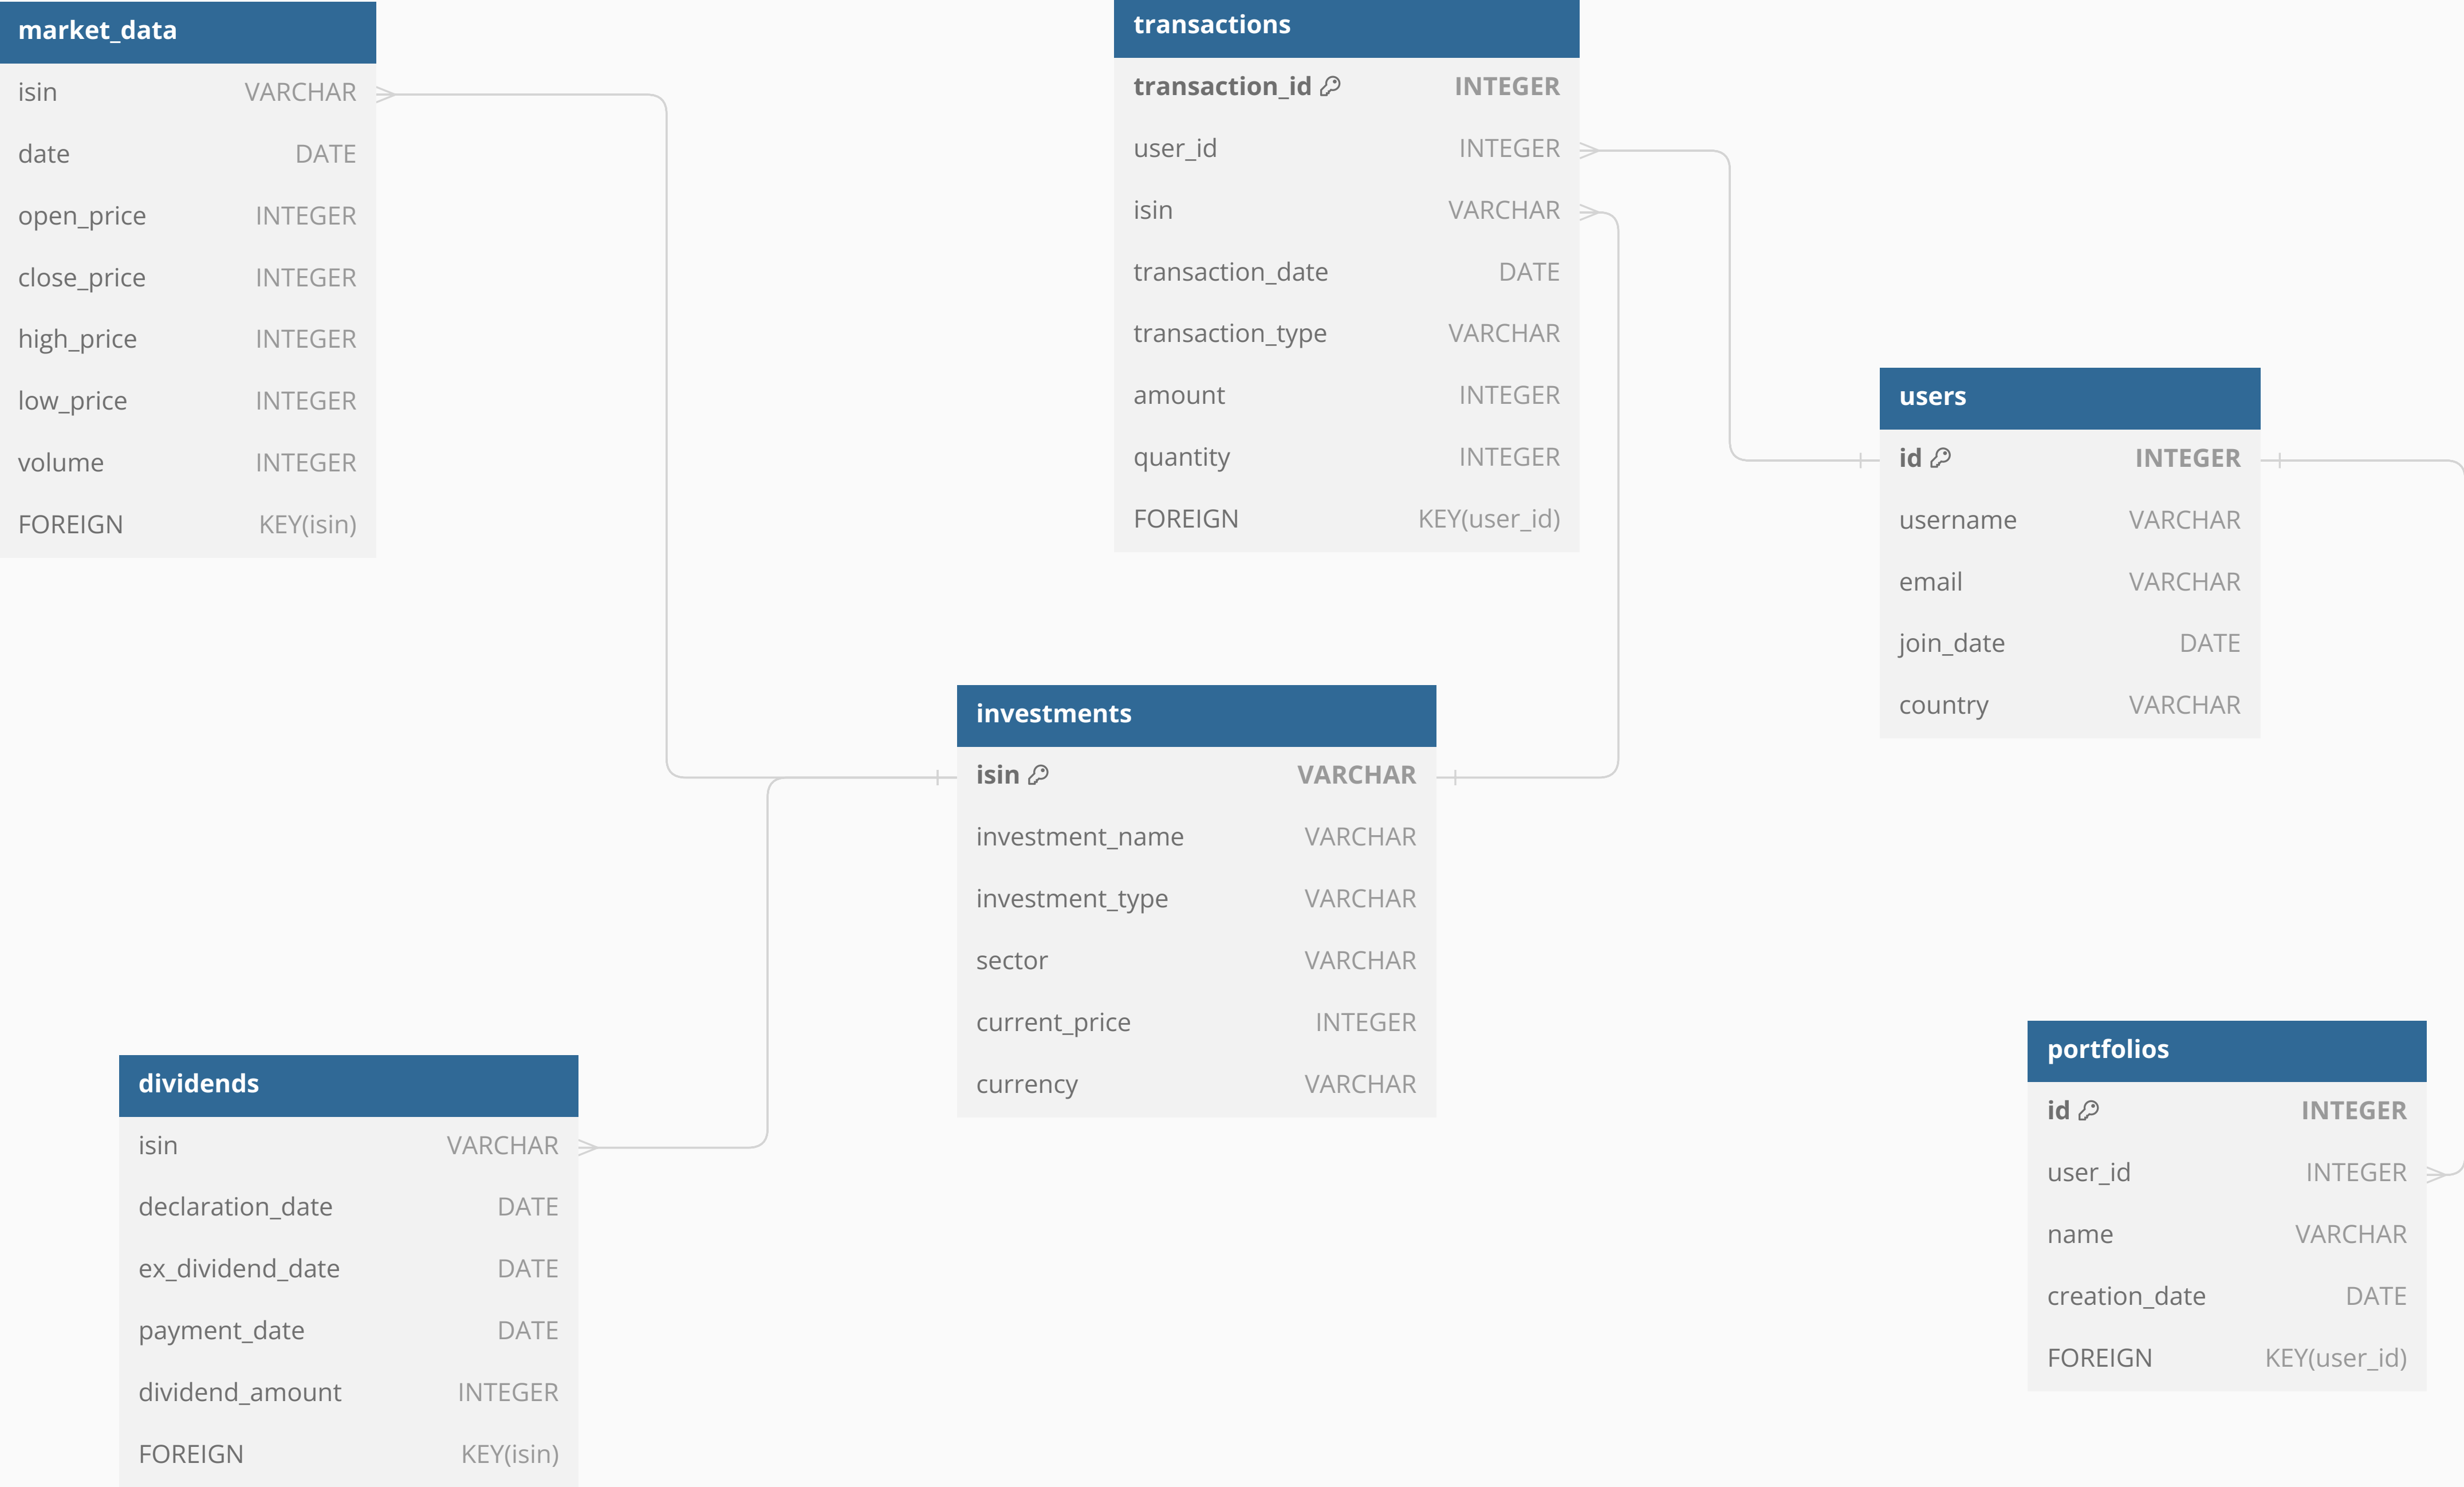 market_data
isin VARCHAR
date DATE
open_price INTEGER
close_price INTEGER
high_price INTEGER
low_price INTEGER
volume INTEGER
FOREIGN KEY(isin)
transactions
transaction_id INTEGER
user_id INTEGER
isin VARCHAR
transaction_date DATE
transaction_type VARCHAR
amount INTEGER
quantity INTEGER
FOREIGN KEY(user_id)
users
id INTEGER
username VARCHAR
email VARCHAR
join_date DATE
country VARCHAR
investments
isin VARCHAR
investment_name VARCHAR
investment_type VARCHAR
sector VARCHAR
current_price INTEGER
currency VARCHAR
dividends
isin VARCHAR
declaration_date DATE
ex_dividend_date DATE
payment_date DATE
dividend_amount INTEGER
FOREIGN KEY(isin)
portfolios
id INTEGER
user_id INTEGER
name VARCHAR
creation_date DATE
FOREIGN KEY(user_id)